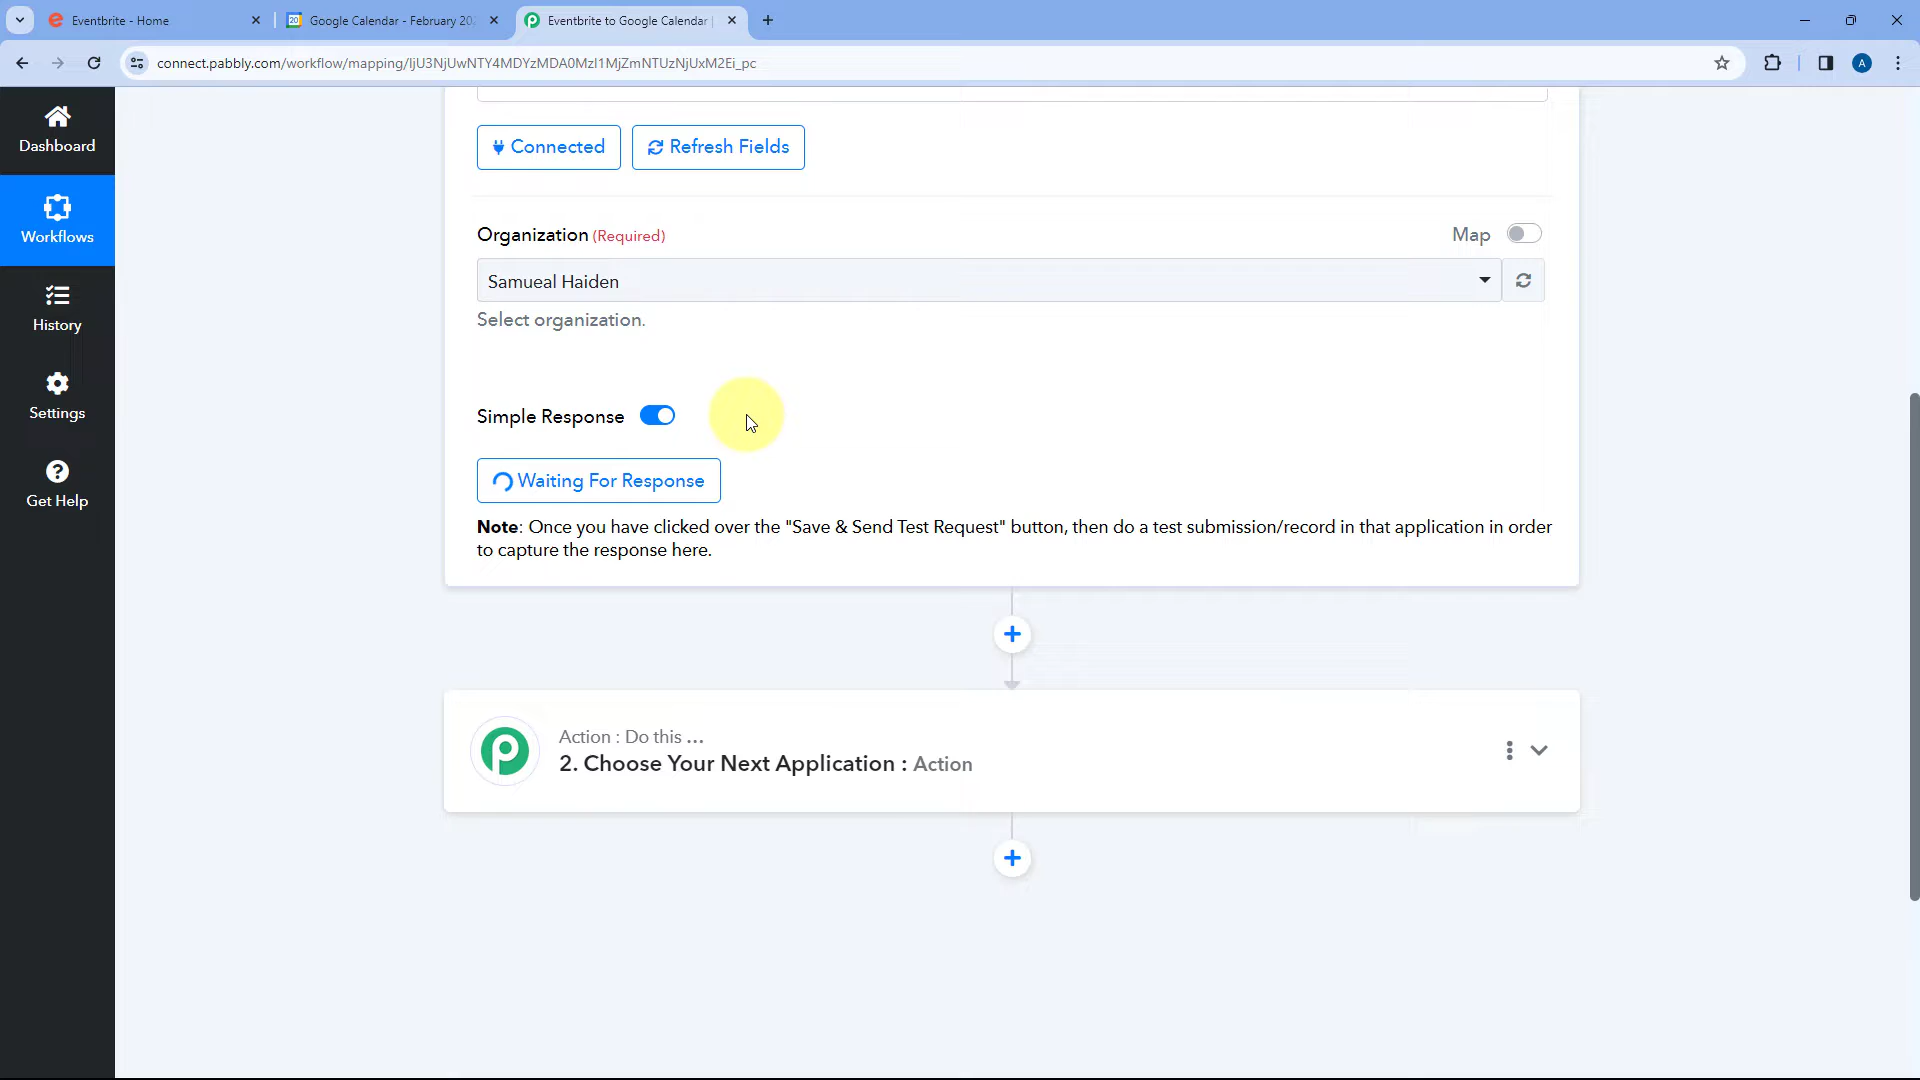 Eventbrite - Home
Google Calendar - February 20
Eventbrite to Google Calendar
connect.pabbly.com/workflow/mapping/IjU3NjUwNTY4MDYzMDA0MzI1MjZmNTUzNjUxM2Ei_pc
A
Dashboard
Workflows
History
Settings
Get Help
Connected
Refresh Fields
Organization (Required)
Map
Samueal Haiden
Select organization.
Simple Response
Waiting For Response
Note: Once you have clicked over the "Save & Send Test Request" button, then do a test submission/record in that application in order
to capture the response here.
Action : Do this ...
2. Choose Your Next Application : Action